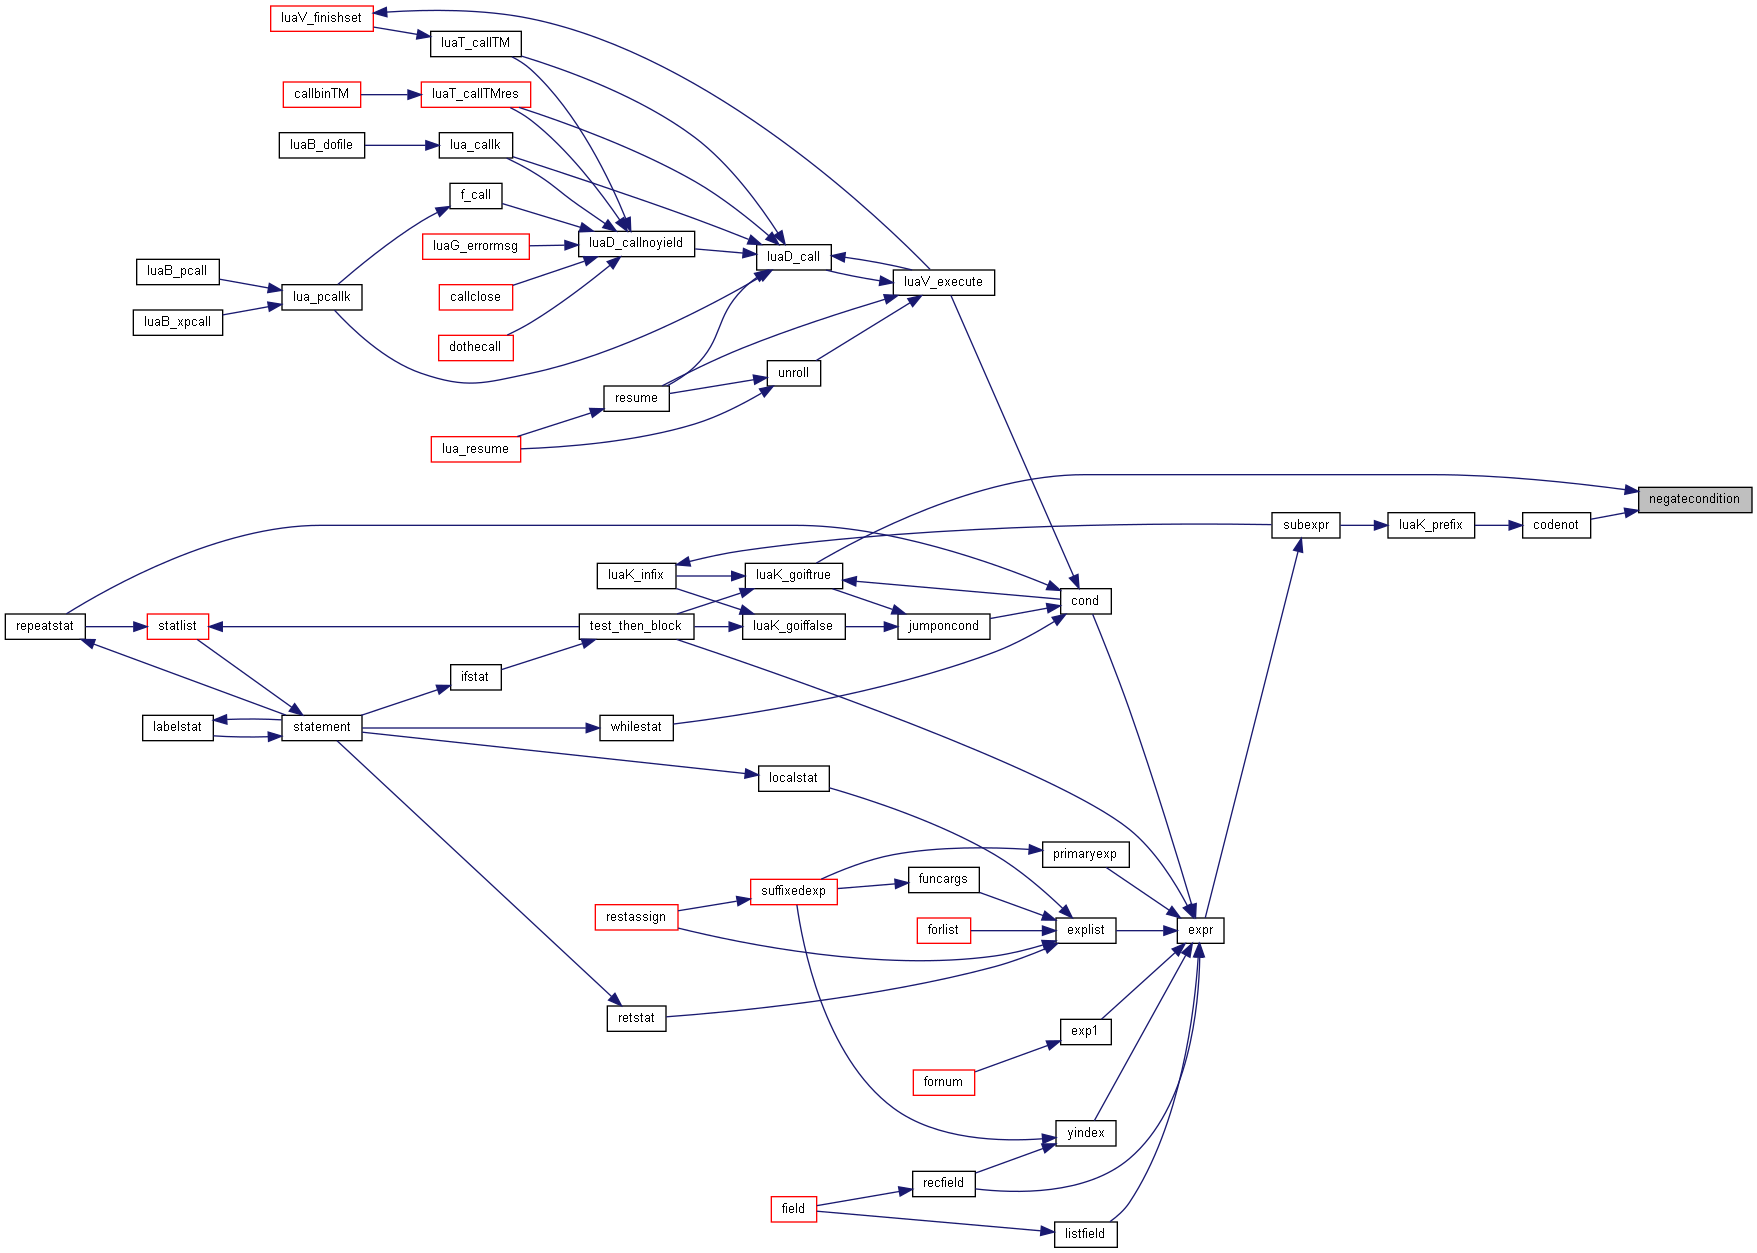 luaV_finishset
luaT_callTM
callbinTM
luaT_callTMres
luaB_dofile
lua_callk
f_call
luaG_errormsg
luaD_callnoyield
luaD_call
luaB_pcall
luaV_execute
lua_pcallk
callclose
luaB_xpcall
dothecall
unroll
resume
lua_resume
negatecondition
subexpr
luaK_prefix
codenot
luaK_infix
luaK_goiftrue
cond
repeatstat
statlist
test_then_block
luaK_goiffalse
jumponcond
ifstat
labelstat
statement
whilestat
localstat
primaryexp
funcargs
suffixedexp
restassign
forlist
explist
expr
retstat
exp1
fornum
yindex
recfield
field
listfield